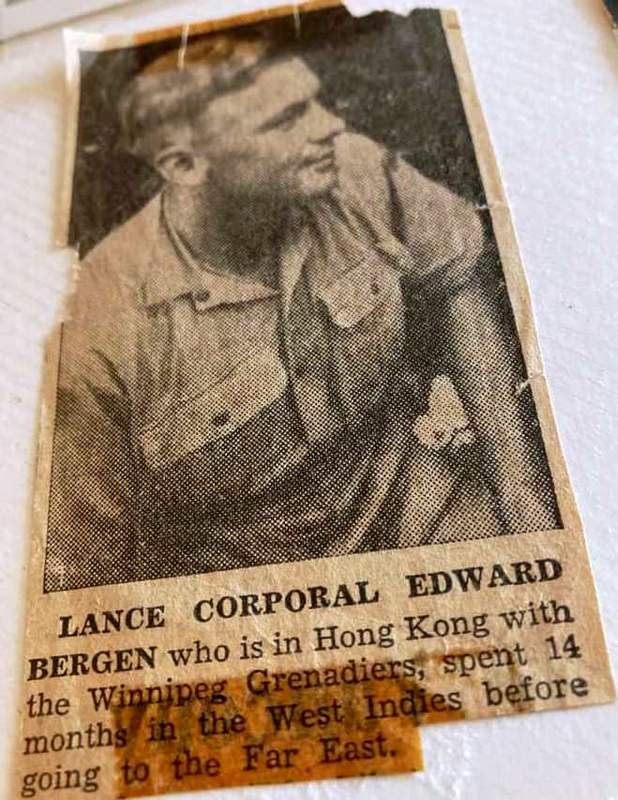 LANCE CORPORAL EDWARD
BERGEN who is in Hong Kong with
the Winnipeg Grenadiers, spent 14
months in the West Indies before
going to the Far East.